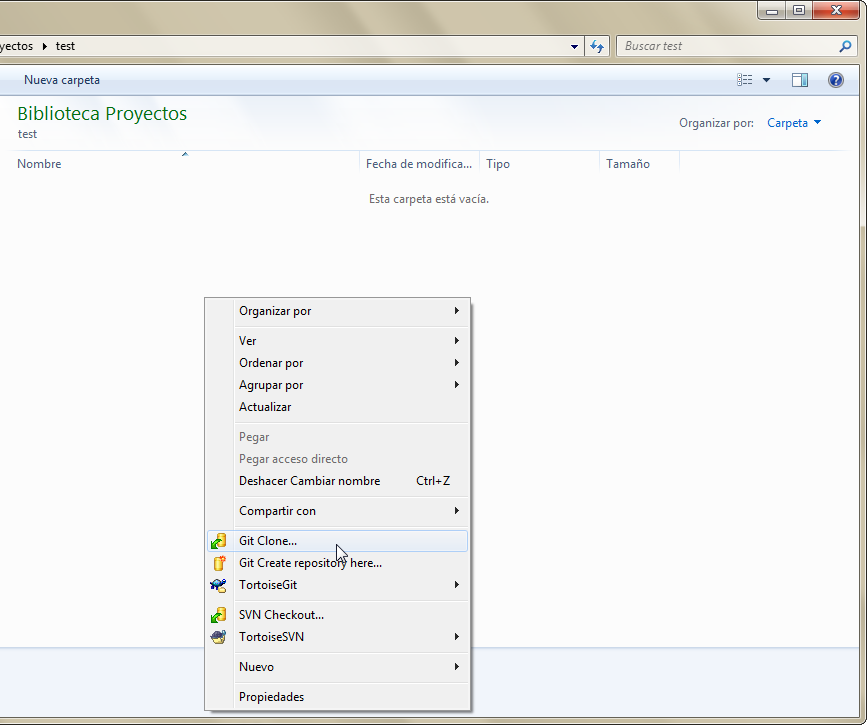 yectos ▸ test
Buscar test
Nueva carpeta
Biblioteca Proyectos
test
Organizar por: Carpeta
Nombre Fecha de modifica... Tipo Tamaño
Esta carpeta está vacía.
Organizar por
Ver
Ordenar por
Agrupar por
Actualizar
Pegar
Pegar acceso directo
Deshacer Cambiar nombre Ctrl+Z
Compartir con
Git Clone...
Git Create repository here...
TortoiseGit
SVN Checkout...
TortoiseSVN
Nuevo
Propiedades